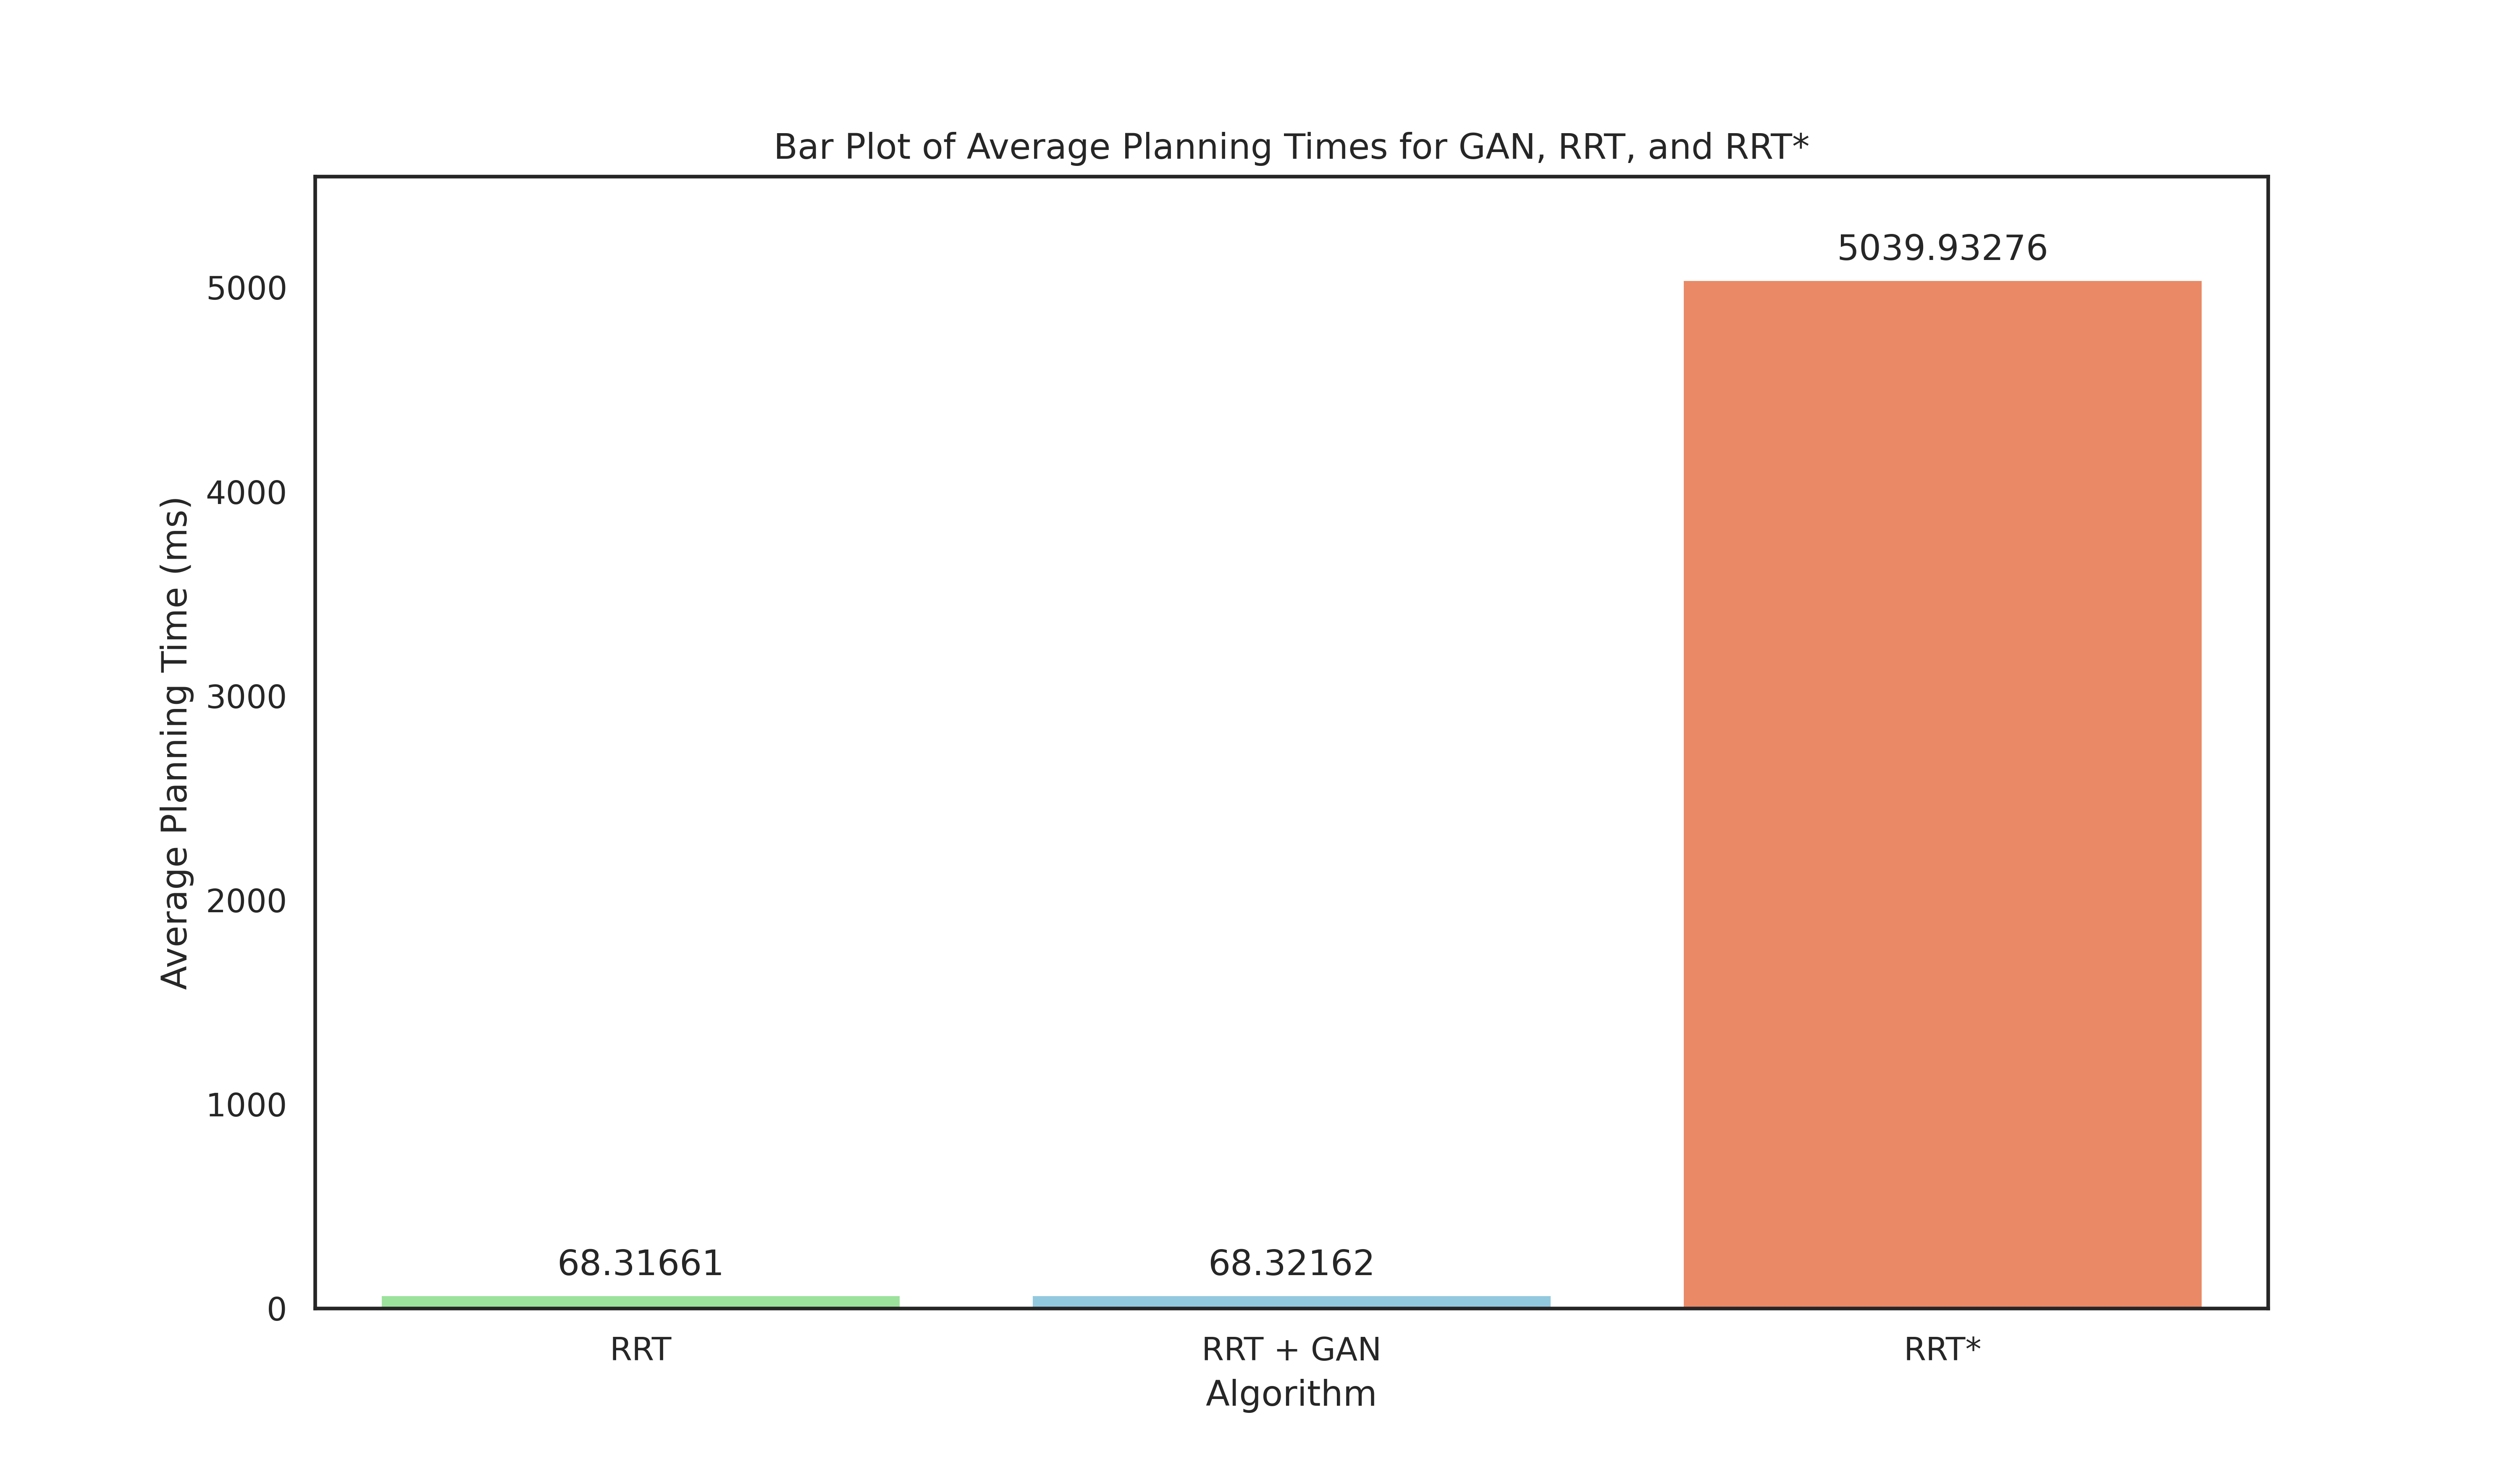 Bar Plot of Average Planning Times for GAN, RRT, and RRT*
Average Planning Time (ms)
5000
4000
3000
2000
1000
0
68.31661
68.32162
5039.93276
RRT
RRT + GAN
RRT*
Algorithm